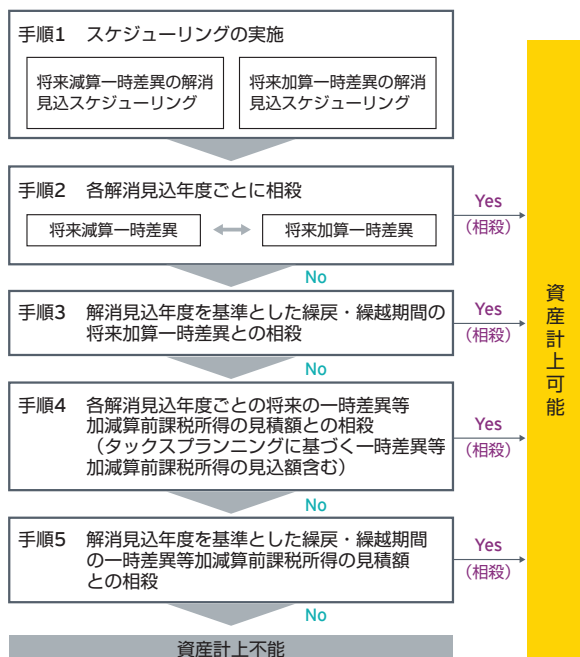 手順1 スケジューリングの実施
将来減算一時差異の解消
見込スケジューリング
将来加算一時差異の解消
見込スケジューリング
手順2 各解消見込年度ごとに相殺
将来減算一時差異
将来加算一時差異
Yes
(相殺)
No
手順3 解消見込年度を基準とした繰戻・繰越期間の
将来加算一時差異との相殺
Yes
(相殺)
No
手順4 各解消見込年度ごとの将来の一時差異等
加減算前課税所得の見積額との相殺
（タックスプランニングに基づく一時差異等
加減算前課税所得の見込額含む）
Yes
(相殺)
No
手順5 解消見込年度を基準とした繰戻・繰越期間
の一時差異等加減算前課税所得の見積額
との相殺
Yes
(相殺)
No
資産計上不能
資産計上可能